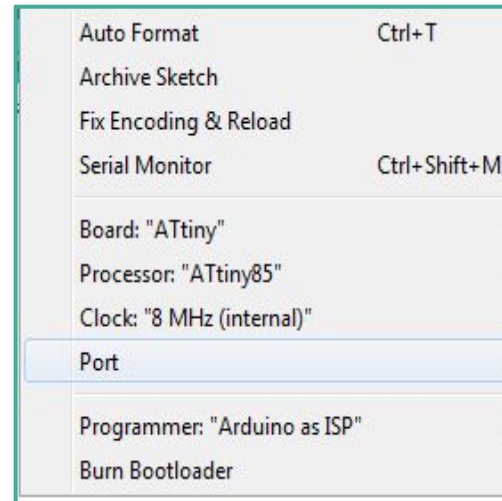 Auto Format Ctrl+T
Archive Sketch
Fix Encoding & Reload
Serial Monitor Ctrl+Shift+M
Board: "ATtiny"
Processor: "ATtiny85"
Clock: "8 MHz (internal)"
Port
Programmer: "Arduino as ISP"
Burn Bootloader